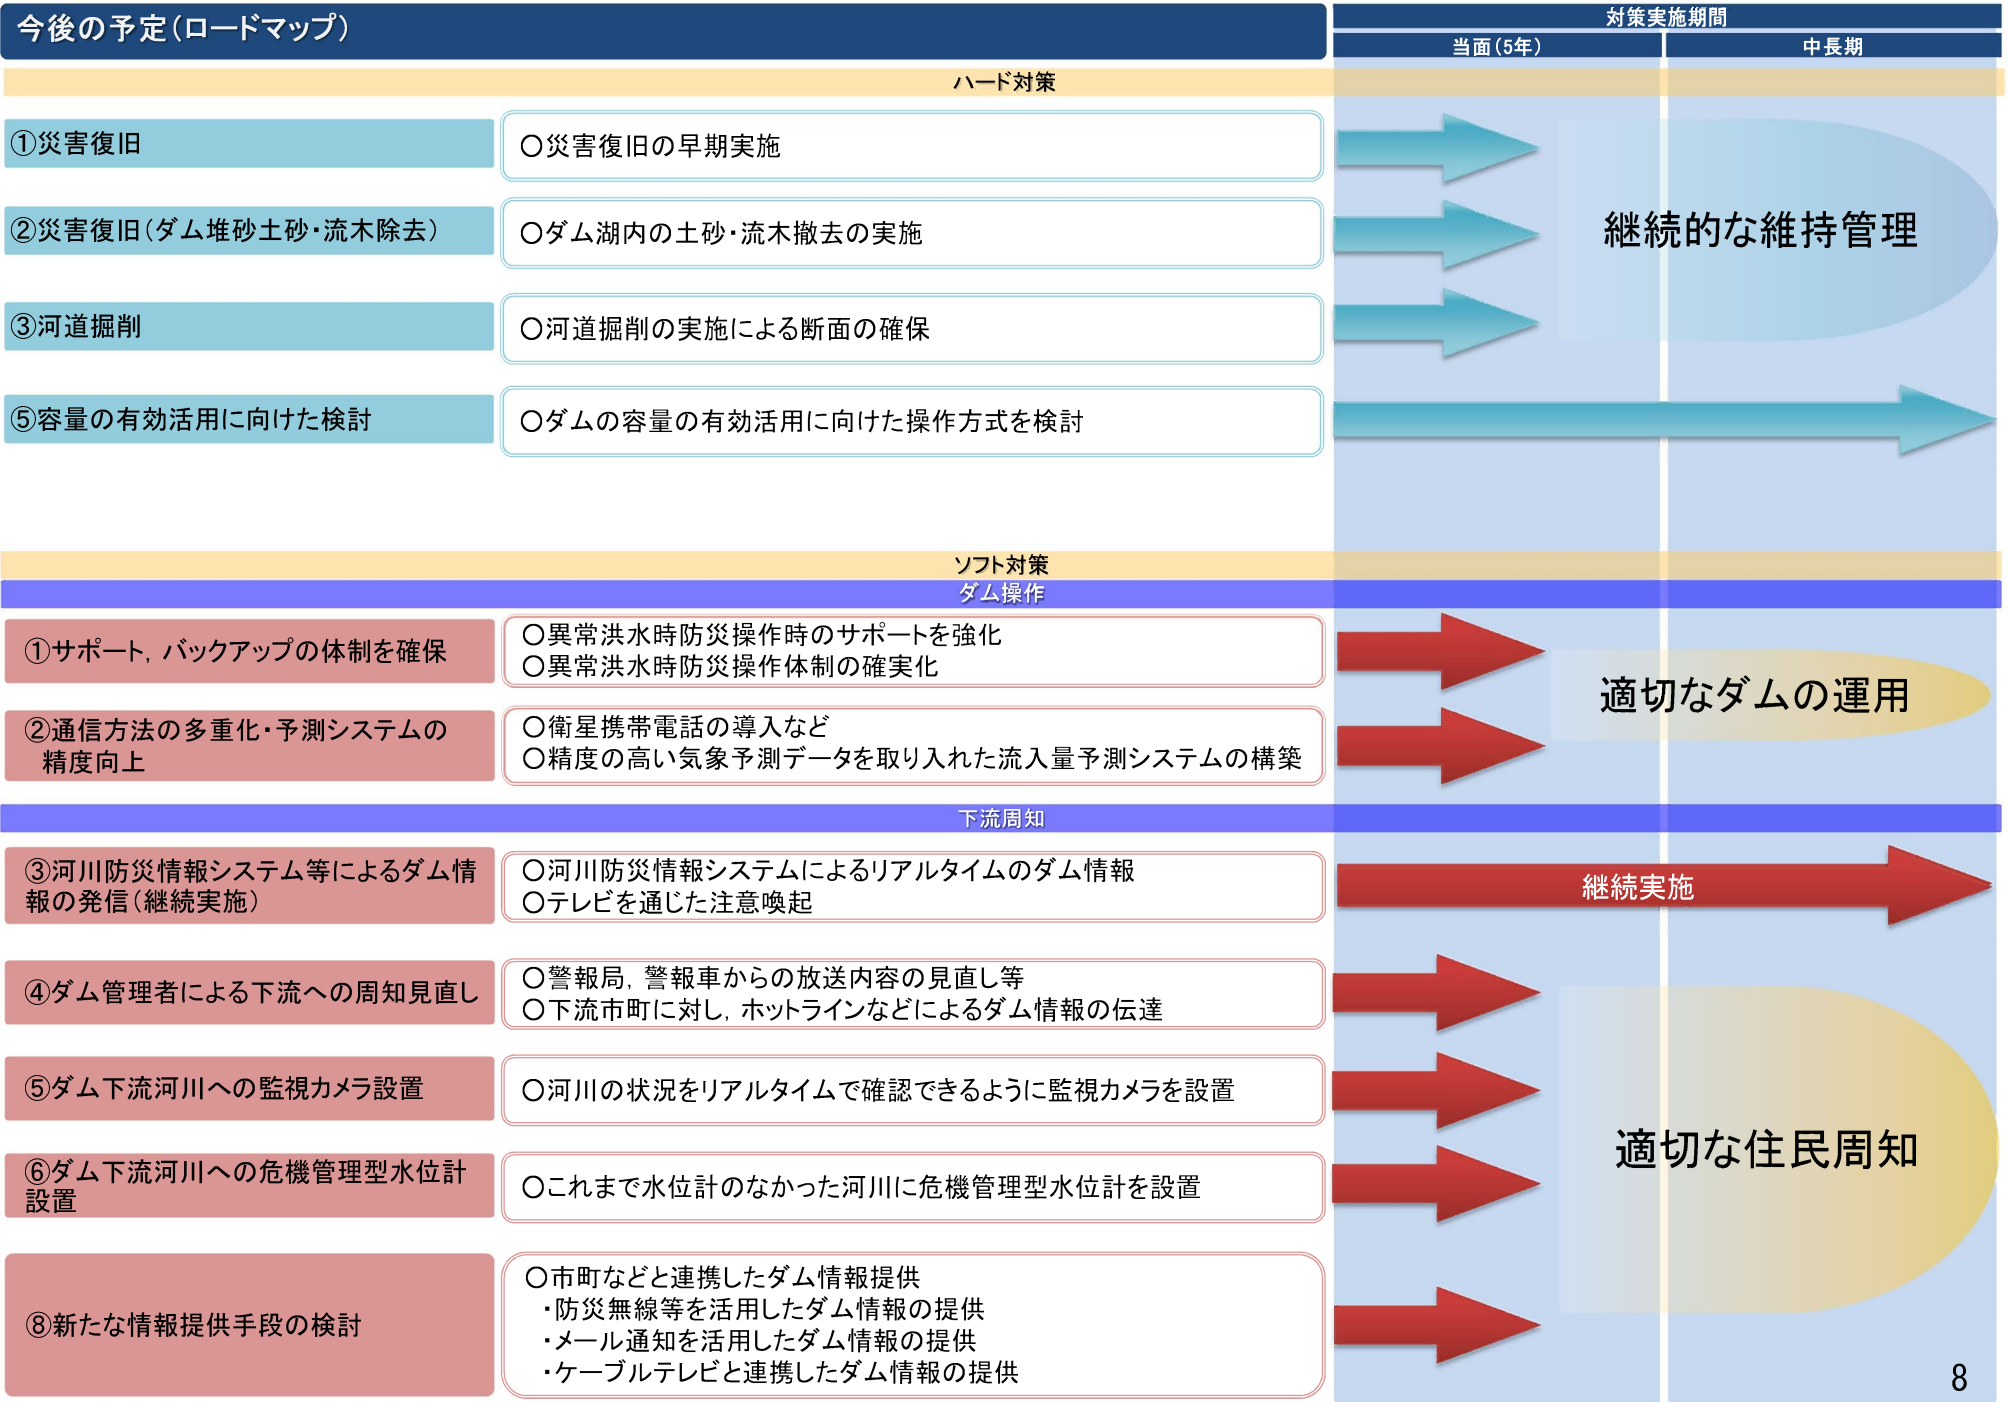 今後の予定(ロードマップ)
対策実施期間
当面(5年)
中長期
ハード対策
①災害復旧
○災害復旧の早期実施
②災害復旧(ダム堆砂土砂・流木除去)
○ダム湖内の土砂・流木撤去の実施
③河道掘削
○河道掘削の実施による断面の確保
継続的な維持管理
⑤容量の有効活用に向けた検討
○ダムの容量の有効活用に向けた操作方式を検討
ソフト対策
ダム操作
①サポート，バックアップの体制を確保
○異常洪水時防災操作時のサポートを強化
○異常洪水時防災操作体制の確実化
②通信方法の多重化・予測システムの
精度向上
○衛星携帯電話の導入など
○精度の高い気象予測データを取り入れた流入量予測システムの構築
適切なダムの運用
下流周知
③河川防災情報システム等によるダム情
報の発信(継続実施)
○河川防災情報システムによるリアルタイムのダム情報
○テレビを通じた注意喚起
継続実施
④ダム管理者による下流への周知見直し
○警報局，警報車からの放送内容の見直し等
○下流市町に対し，ホットラインなどによるダム情報の伝達
⑤ダム下流河川への監視カメラ設置
○河川の状況をリアルタイムで確認できるように監視カメラを設置
⑥ダム下流河川への危機管理型水位計
設置
○これまで水位計のなかった河川に危機管理型水位計を設置
適切な住民周知
⑧新たな情報提供手段の検討
○市町などと連携したダム情報提供
・防災無線等を活用したダム情報の提供
・メール通知を活用したダム情報の提供
・ケーブルテレビと連携したダム情報の提供
8